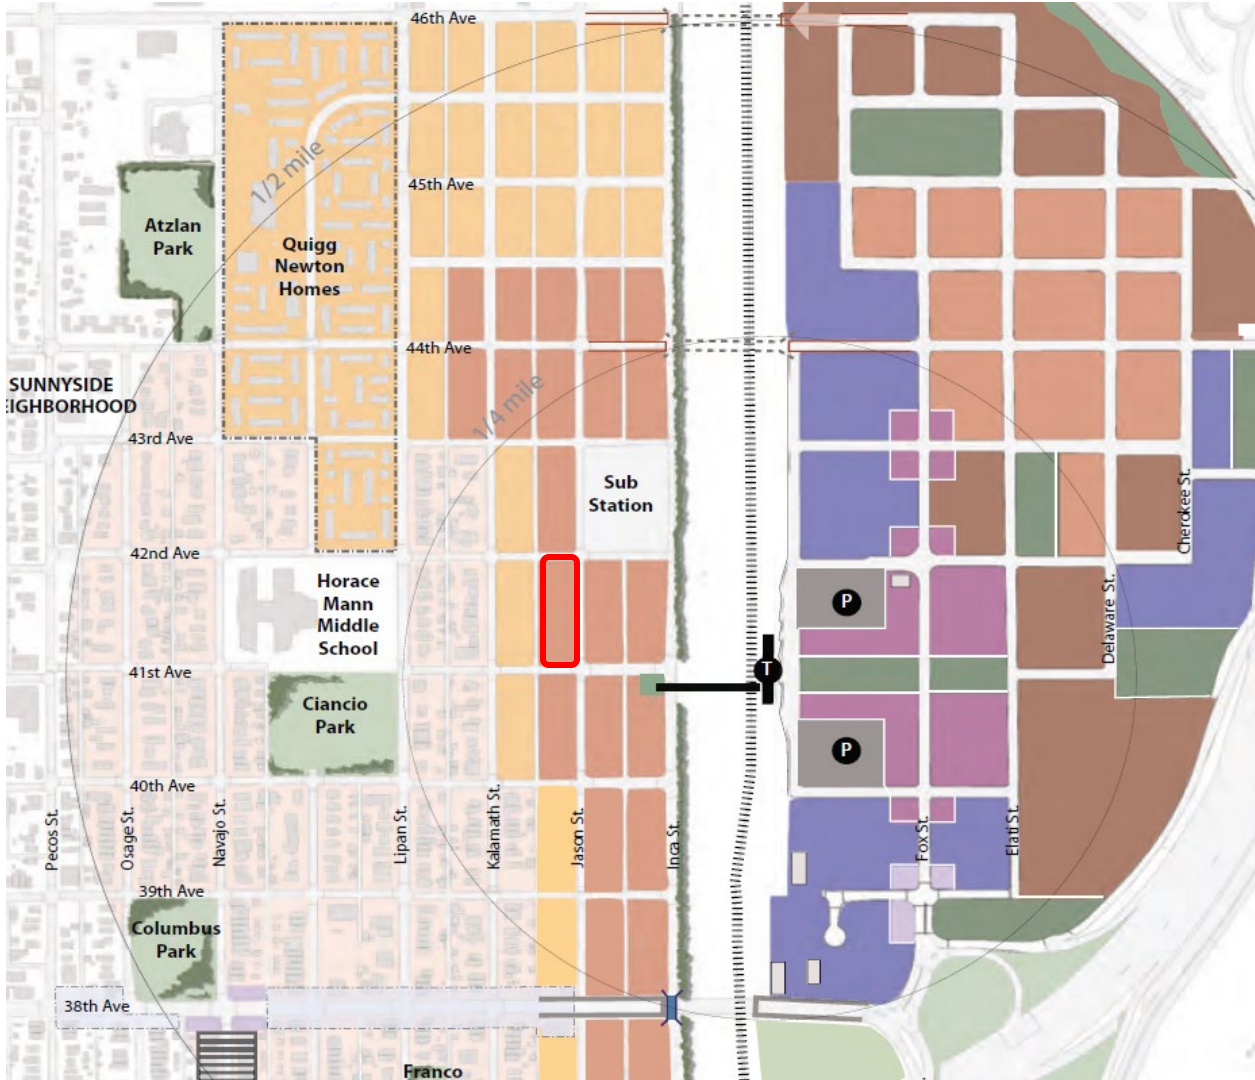 46th Ave
1/2 mile
45th Ave
Atzlan
Park
Quigg
Newton
Homes
44th Ave
SUNNYSIDE
EIGHBORHOOD
1/4 mile
43rd Ave
Sub
Station
Cherokee St.
42nd Ave
Horace
Mann
Middle
School
P
Delaware St.
41st Ave
T
Ciancio
Park
P
40th Ave
Pecos St.
Osage St.
Navajo St.
Lipan St.
Kalamath St.
Jason St.
Inca St.
Fox St.
Elati St.
39th Ave
Columbus
Park
38th Ave
Franco